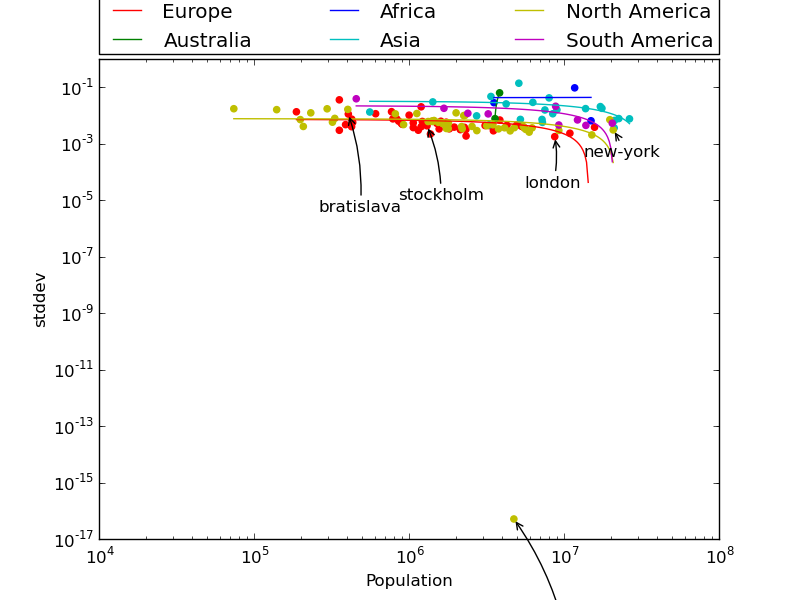 Europe Africa North America
Australia Asia South America
10^-1
10^-3
10^-5
10^-7
10^-9
10^-11
10^-13
10^-15
10^-17
stddev
new-york
london
stockholm
bratislava
10^4 10^5 10^6 10^7 10^8
Population